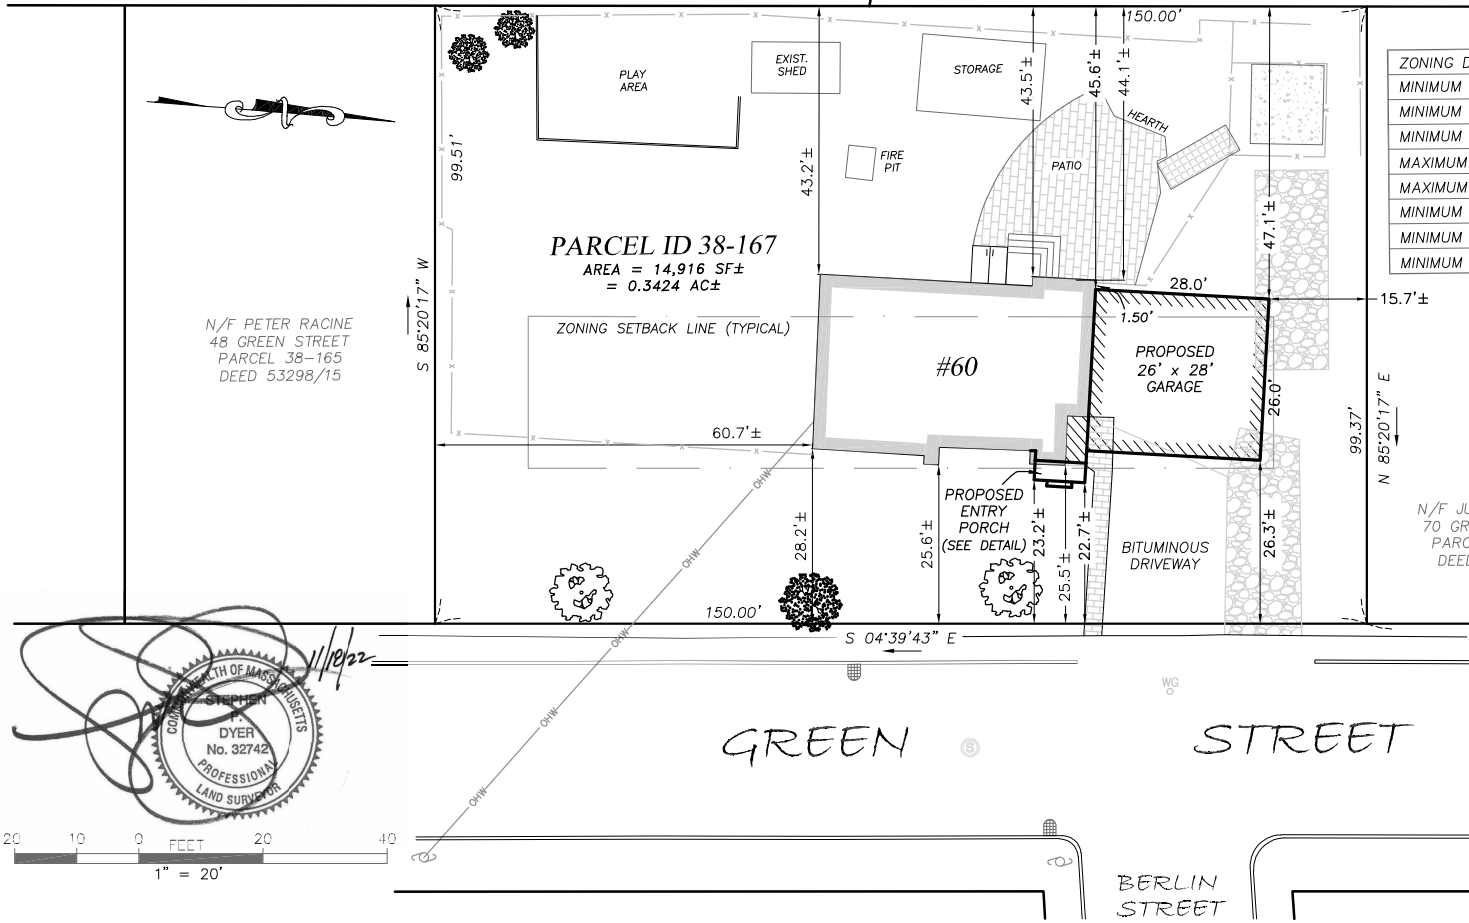 150.00'
PLAY
AREA
EXIST.
SHED
STORAGE
43.5'±
45.6'±
44.1'±
HEARTH
PATIO
FIRE
PIT
43.2'±
99.51'
S 85°20'17" W
47.1'±
PARCEL ID 38-167
AREA = 14,916 SF±
= 0.3424 AC±
ZONING SETBACK LINE (TYPICAL)
N/F PETER RACINE
48 GREEN STREET
PARCEL 38-165
DEED 53298/15
28.0'
1.50'
15.7'±
#60
PROPOSED
26' x 28'
GARAGE
26.0'
99.37'
N 85°20'17" E
60.7'±
OHW
PROPOSED
ENTRY
PORCH
(SEE DETAIL)
28.2'±
25.6'±
23.2'±
25.5'±
22.7'±
26.3'±
BITUMINOUS
DRIVEWAY
OHW
150.00'
OHW
S 04°39'43" E
OHW
OHW
ZONING D
MINIMUM
MINIMUM
MINIMUM
MAXIMUM
MAXIMUM
MINIMUM
MINIMUM
MINIMUM
N/F JU
70 GR
PARC
DEED
WG
S
GREEN STREET
BERLIN
STREET
11/18/22
COMMONWEALTH OF MASSACHUSETTS
STEPHEN
P.
DYER
No. 32742
PROFESSIONAL
LAND SURVEYOR
20 10 0 FEET 20 40
1" = 20'